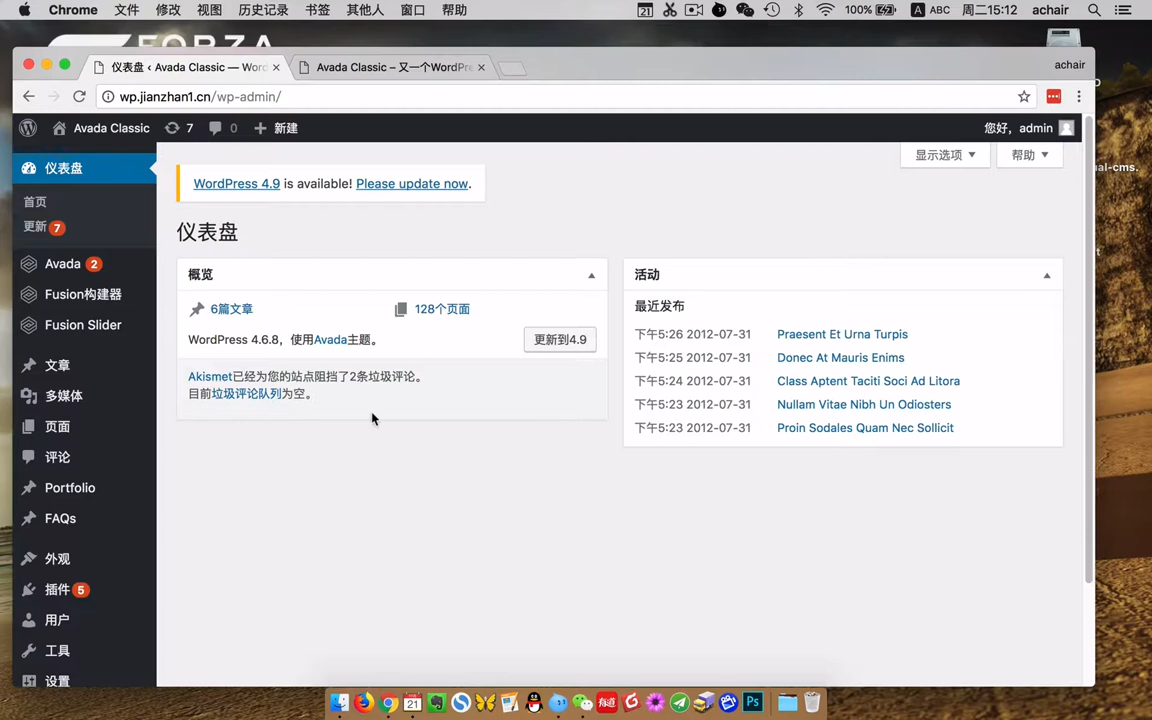 Chrome 文件 修改 视图 历史记录 书签 其他人 窗口 帮助 21 100% A ABC 周二15:12 achair
FORZA
仪表盘 ‹ Avada Classic — Word
Avada Classic – 又一个WordPre
achair
wp.jianzhan1.cn/wp-admin/
Avada Classic 7 0 新建 您好, admin
仪表盘
首页
更新 7
Avada 2
Fusion构建器
Fusion Slider
文章
多媒体
页面
评论
Portfolio
FAQs
外观
插件 5
用户
工具
设置
显示选项 帮助
WordPress 4.9 is available! Please update now.
仪表盘
概览
6篇文章 128个页面
WordPress 4.6.8，使用Avada主题。 更新到4.9
Akismet已经为您的站点阻挡了2条垃圾评论。
目前垃圾评论队列为空。
活动
最近发布
下午5:26 2012-07-31 Praesent Et Urna Turpis
下午5:25 2012-07-31 Donec At Mauris Enims
下午5:24 2012-07-31 Class Aptent Taciti Soci Ad Litora
下午5:23 2012-07-31 Nullam Vitae Nibh Un Odiosters
下午5:23 2012-07-31 Proin Sodales Quam Nec Sollicit
ual-cms.
21 有道 Ps